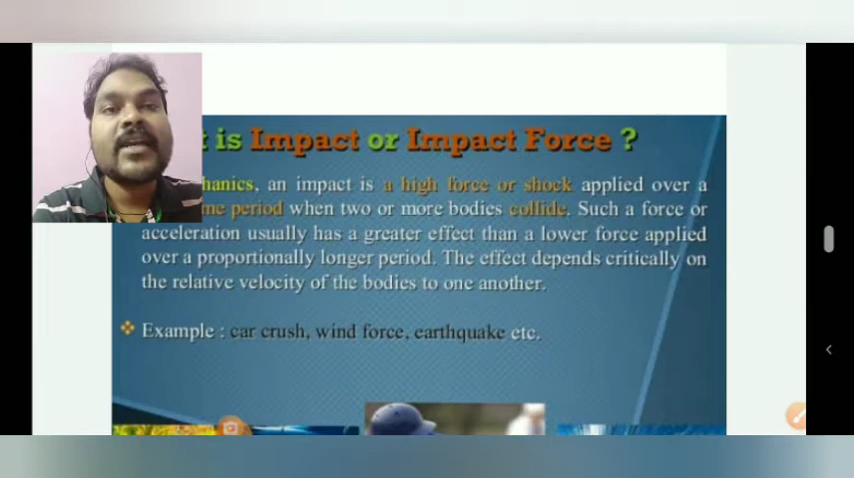 is Impact or Impact Force ?
hanics, an impact is a high force or shock applied over a
me period when two or more bodies collide. Such a force or
acceleration usually has a greater effect than a lower force applied
over a proportionally longer period. The effect depends critically on
the relative velocity of the bodies to one another.
Example : car crush, wind force, earthquake etc.